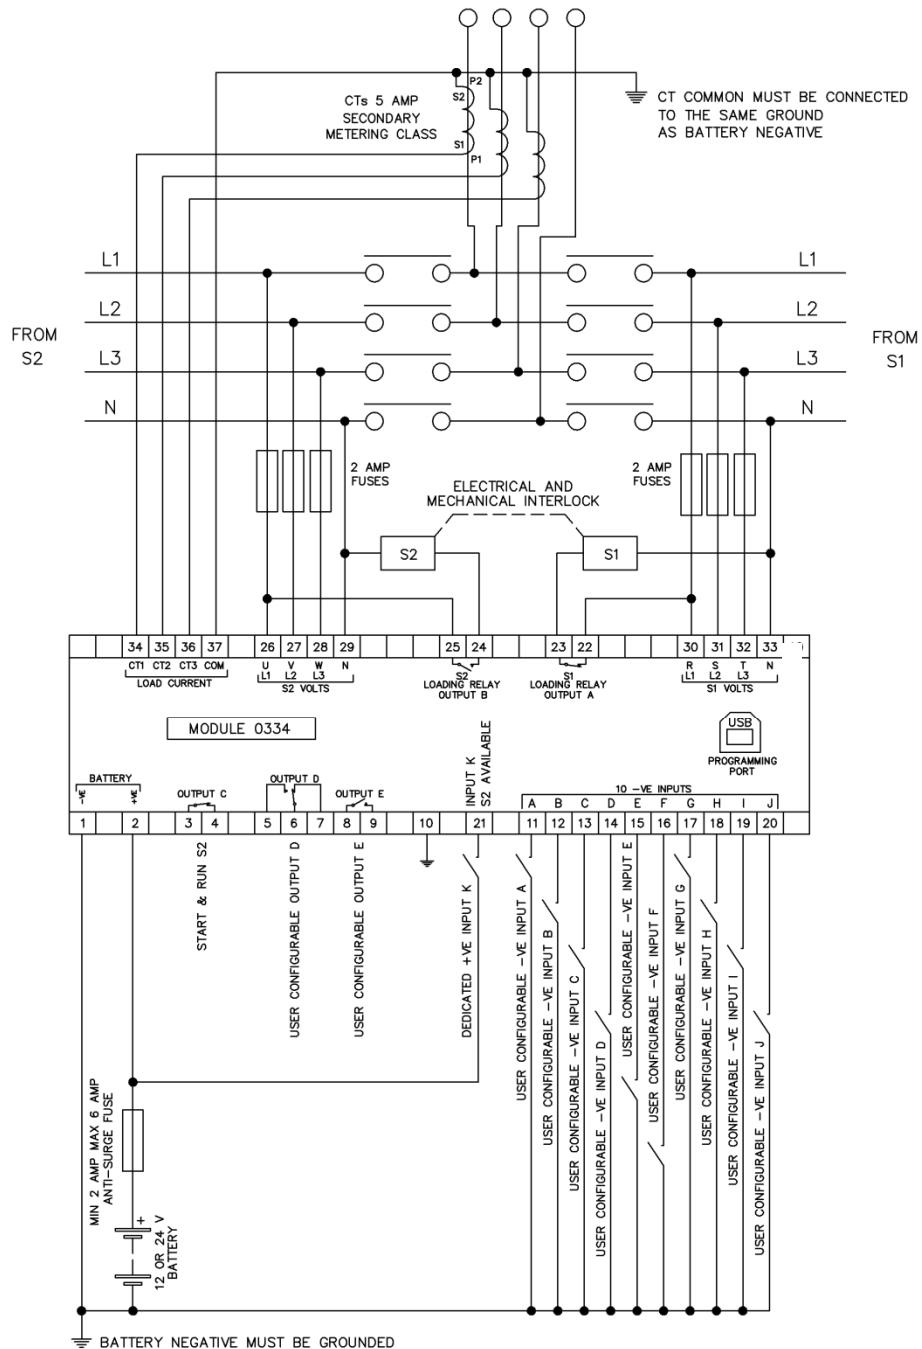 P2
S2
CTs 5 AMP
SECONDARY
METERING CLASS
S1
P1
CT COMMON MUST BE CONNECTED
TO THE SAME GROUND
AS BATTERY NEGATIVE
L1
L1
L2
L2
FROM
S2
FROM
S1
L3
L3
N
N
2 AMP
FUSES
2 AMP
FUSES
ELECTRICAL AND
MECHANICAL INTERLOCK
S2
S1
34 35 36 37 26 27 28 29 25 24 23 22 30 31 32 33
CT1 CT2 CT3 COM
LOAD CURRENT
U V W N
L1 L2 L3
S2 VOLTS
S2
LOADING RELAY
OUTPUT B
S1
LOADING RELAY
OUTPUT A
R S T N
L1 L2 L3
S1 VOLTS
MODULE 0334
USB
PROGRAMMING
PORT
INPUT K
S2 AVAILABLE
BATTERY
-VE
+VE
OUTPUT C
OUTPUT D
OUTPUT E
10 -VE INPUTS
A B C D E F G H I J
1 2 3 4 5 6 7 8 9 10 21 11 12 13 14 15 16 17 18 19 20
START & RUN S2
USER CONFIGURABLE OUTPUT D
USER CONFIGURABLE OUTPUT E
DEDICATED +VE INPUT K
USER CONFIGURABLE -VE INPUT A
USER CONFIGURABLE -VE INPUT B
USER CONFIGURABLE -VE INPUT C
USER CONFIGURABLE -VE INPUT D
USER CONFIGURABLE -VE INPUT E
USER CONFIGURABLE -VE INPUT F
USER CONFIGURABLE -VE INPUT G
USER CONFIGURABLE -VE INPUT H
USER CONFIGURABLE -VE INPUT I
USER CONFIGURABLE -VE INPUT J
MIN 2 AMP MAX 6 AMP
ANTI-SURGE FUSE
+
12 OR 24 V
BATTERY
BATTERY NEGATIVE MUST BE GROUNDED